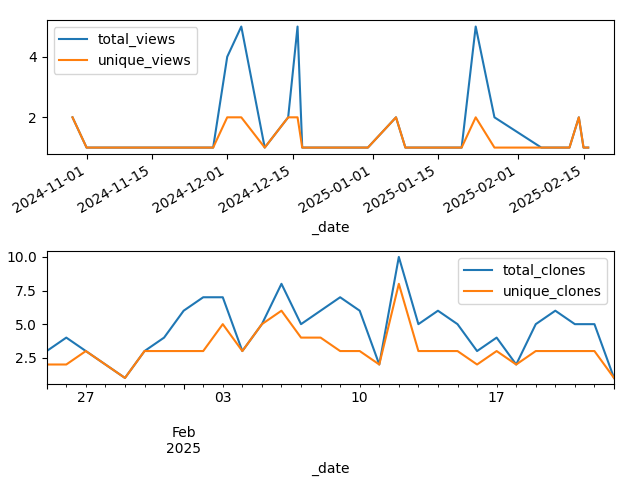 total_views
unique_views
4
2
2024-11-01
2024-11-15
2024-12-01
2024-12-15
2025-01-01
2025-01-15
2025-02-01
2025-02-15
_date
total_clones
unique_clones
10.0
7.5
5.0
2.5
27
03
10
17
Feb
2025
_date